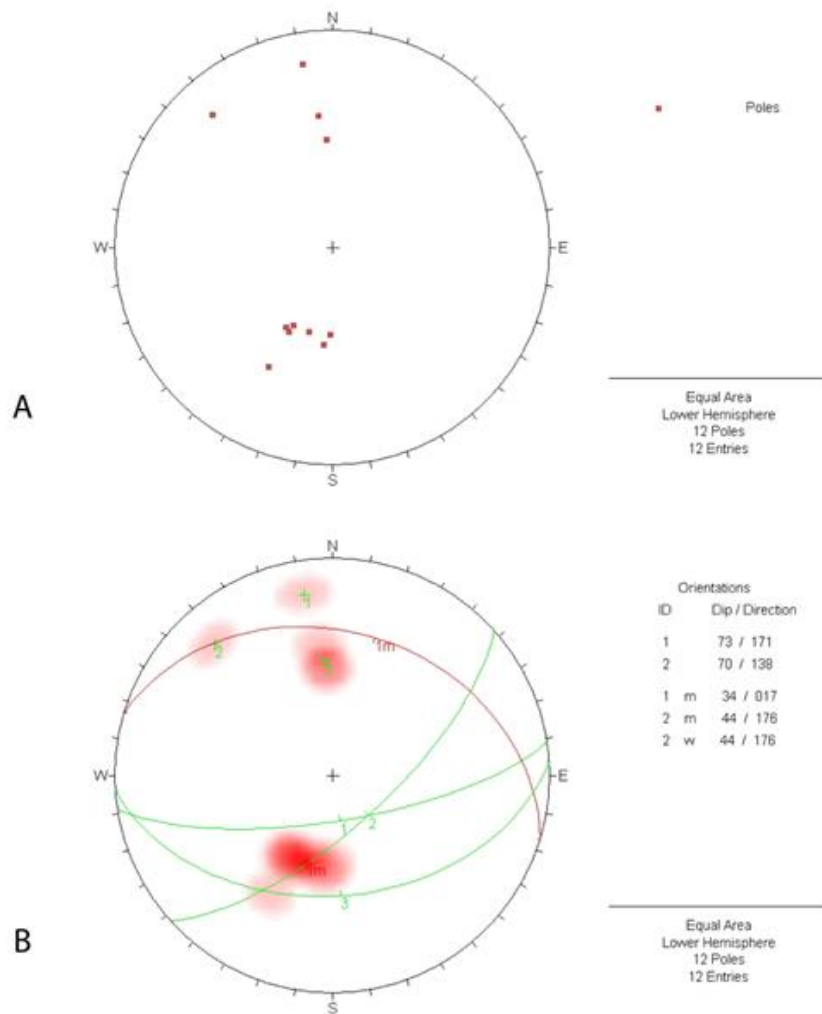 N
Poles
W
E
A
S
Equal Area
Lower Hemisphere
12 Poles
12 Entries
N
1
2
1m
Orientations
ID Dip / Direction
1 73 / 171
2 70 / 138
1 m 34 / 017
2 m 44 / 176
2 w 44 / 176
W
E
1
2
1m
3
B
S
Equal Area
Lower Hemisphere
12 Poles
12 Entries